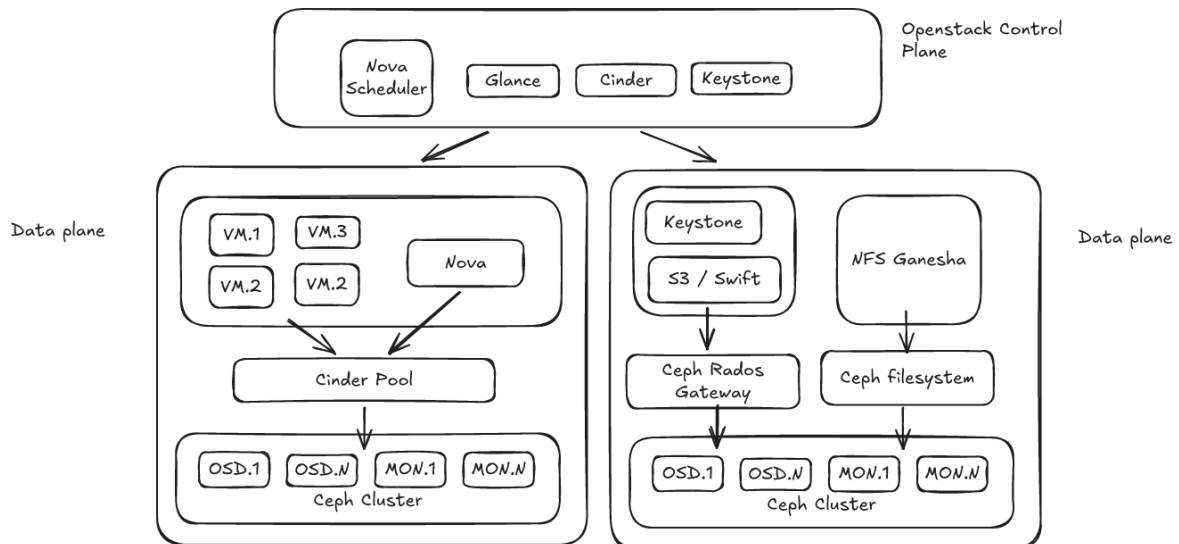 Openstack Control
Plane
Nova
Scheduler
Glance
Cinder
Keystone
Data plane
VM.1
VM.3
VM.2
VM.2
Nova
Cinder Pool
OSD.1
OSD.N
MON.1
MON.N
Ceph Cluster
Keystone
S3 / Swift
NFS Ganesha
Data plane
Ceph Rados
Gateway
Ceph filesystem
OSD.1
OSD.N
MON.1
MON.N
Ceph Cluster